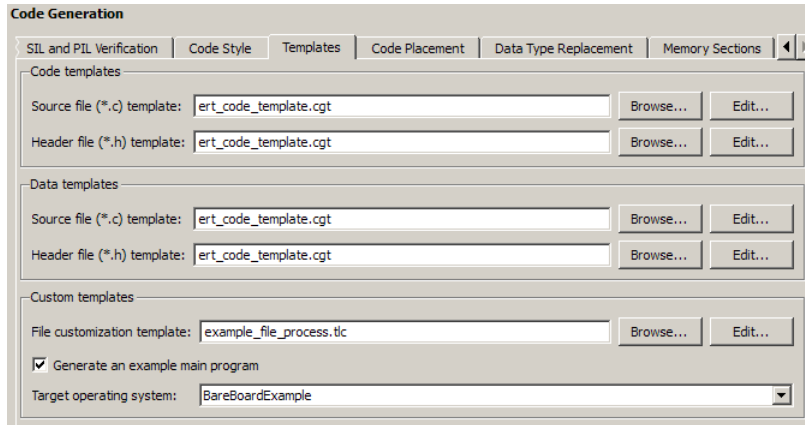 Code Generation
SIL and PIL Verification Code Style Templates Code Placement Data Type Replacement Memory Sections
Code templates
Source file (*.c) template: ert_code_template.cgt Browse... Edit...
Header file (*.h) template: ert_code_template.cgt Browse... Edit...
Data templates
Source file (*.c) template: ert_code_template.cgt Browse... Edit...
Header file (*.h) template: ert_code_template.cgt Browse... Edit...
Custom templates
File customization template: example_file_process.tlc Browse... Edit...
Generate an example main program
Target operating system: BareBoardExample